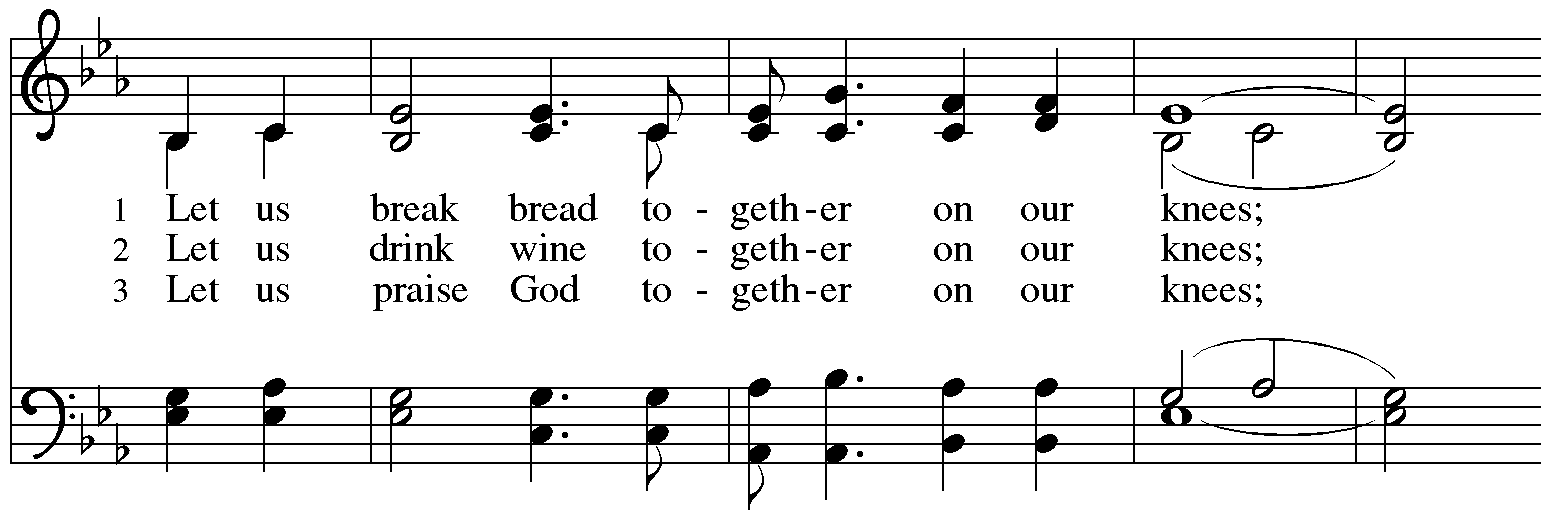 1 Let us break bread to - geth - er on our knees;
2 Let us drink wine to - geth - er on our knees;
3 Let us praise God to - geth - er on our knees;